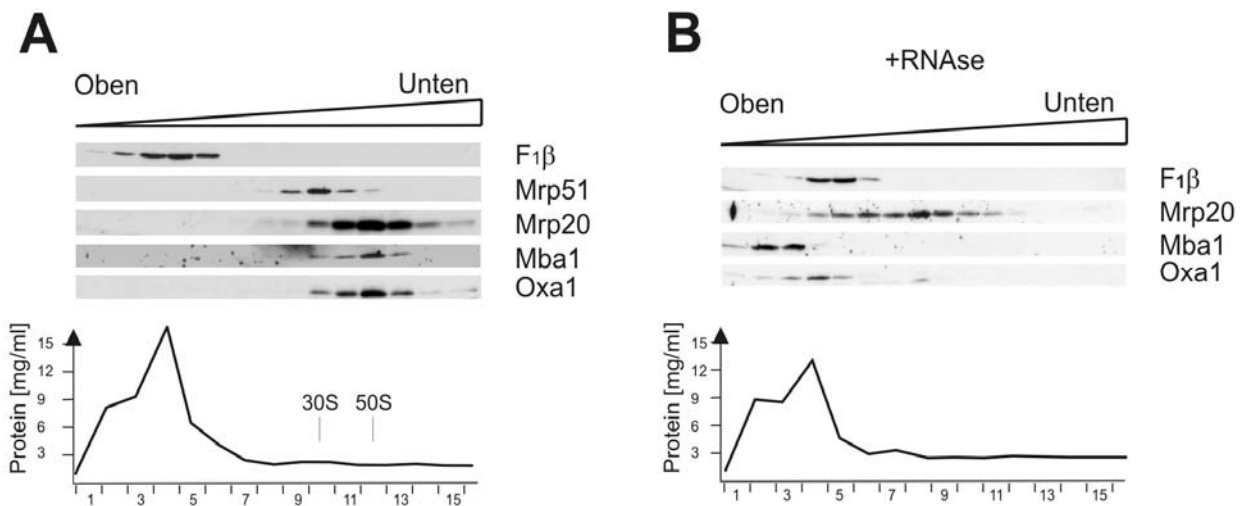 A
Oben Unten
F₁β
Mrp51
Mrp20
Mba1
Oxa1
Protein [mg/ml]
15
12
9
6
3
30S 50S
1 3 5 7 9 11 13 15
B
+RNAse
Oben Unten
F₁β
Mrp20
Mba1
Oxa1
Protein [mg/ml]
15
12
9
6
3
1 3 5 7 9 11 13 15